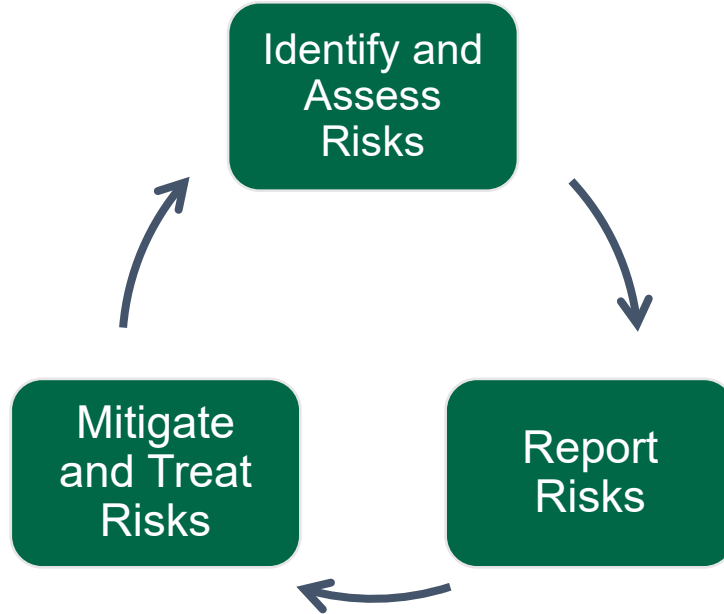 Identify and
Assess
Risks
Mitigate
and Treat
Risks
Report
Risks